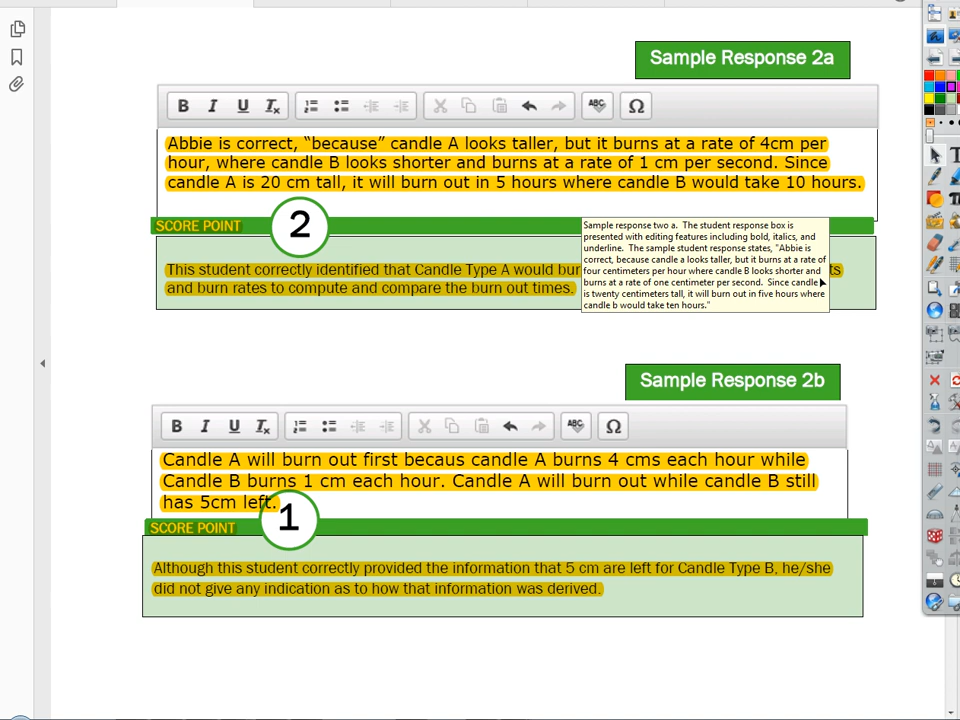 Sample Response 2a
B I U Tx
ABC Ω
Abbie is correct, “because” candle A looks taller, but it burns at a rate of 4cm per
hour, where candle B looks shorter and burns at a rate of 1 cm per second. Since
candle A is 20 cm tall, it will burn out in 5 hours where candle B would take 10 hours.
SCORE POINT 2
Sample response two a. The student response box is
presented with editing features including bold, italics, and
underline. The sample student response states, "Abbie is
correct, because candle a looks taller, but it burns at a rate of
four centimeters per hour where candle B looks shorter and
burns at a rate of one centimeter per second. Since candle
is twenty centimeters tall, it will burn out in five hours where
candle b would take ten hours."
This student correctly identified that Candle Type A would bur ts
and burn rates to compute and compare the burn out times.
Sample Response 2b
B I U Tx
ABC Ω
Candle A will burn out first becaus candle A burns 4 cms each hour while
Candle B burns 1 cm each hour. Candle A will burn out while candle B still
has 5cm left.
SCORE POINT 1
Although this student correctly provided the information that 5 cm are left for Candle Type B, he/she
did not give any indication as to how that information was derived.